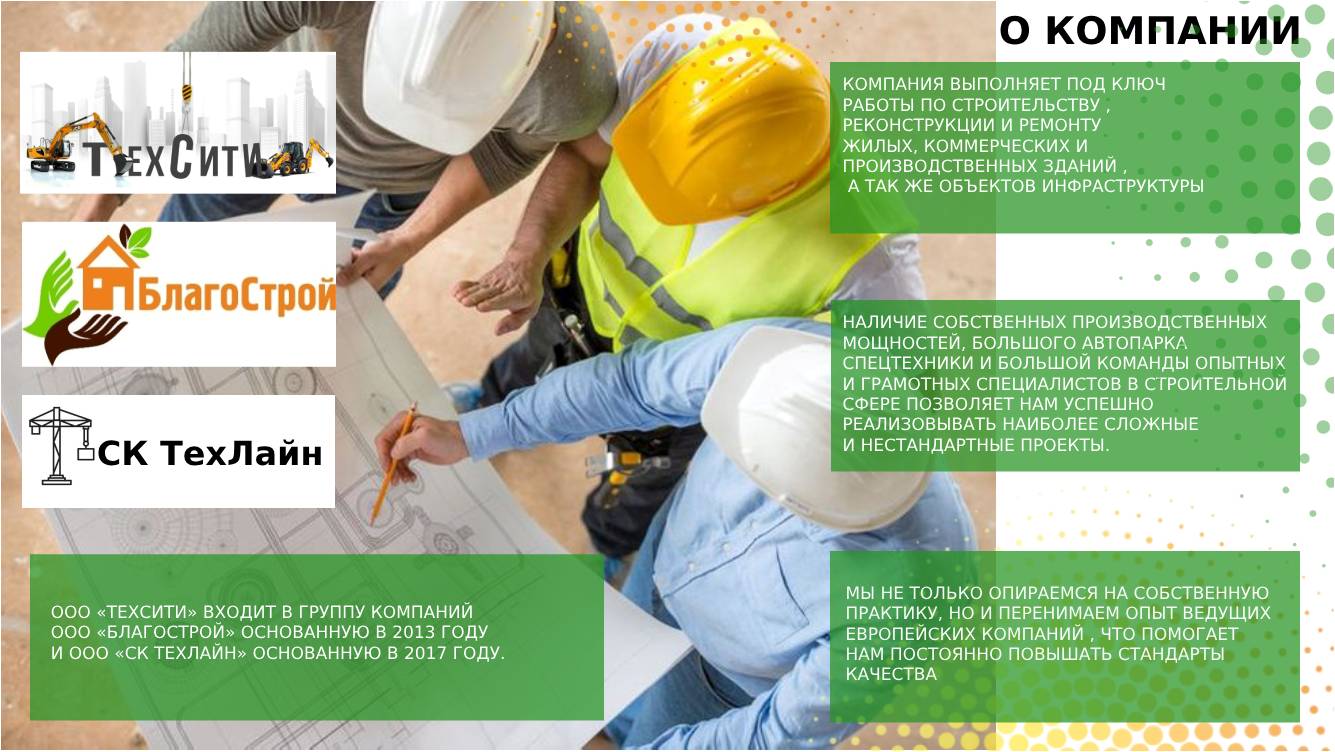 О КОМПАНИИ
ТехСити
БлагоСтрой
СК ТехЛайн
КОМПАНИЯ ВЫПОЛНЯЕТ ПОД КЛЮЧ
РАБОТЫ ПО СТРОИТЕЛЬСТВУ ,
РЕКОНСТРУКЦИИ И РЕМОНТУ
ЖИЛЫХ, КОММЕРЧЕСКИХ И
ПРОИЗВОДСТВЕННЫХ ЗДАНИЙ ,
А ТАК ЖЕ ОБЪЕКТОВ ИНФРАСТРУКТУРЫ
НАЛИЧИЕ СОБСТВЕННЫХ ПРОИЗВОДСТВЕННЫХ
МОЩНОСТЕЙ, БОЛЬШОГО АВТОПАРКА
СПЕЦТЕХНИКИ И БОЛЬШОЙ КОМАНДЫ ОПЫТНЫХ
И ГРАМОТНЫХ СПЕЦИАЛИСТОВ В СТРОИТЕЛЬНОЙ
СФЕРЕ ПОЗВОЛЯЕТ НАМ УСПЕШНО
РЕАЛИЗОВЫВАТЬ НАИБОЛЕЕ СЛОЖНЫЕ
И НЕСТАНДАРТНЫЕ ПРОЕКТЫ.
ООО «ТЕХСИТИ» ВХОДИТ В ГРУППУ КОМПАНИЙ
ООО «БЛАГОСТРОЙ» ОСНОВАННУЮ В 2013 ГОДУ
И ООО «СК ТЕХЛАЙН» ОСНОВАННУЮ В 2017 ГОДУ.
МЫ НЕ ТОЛЬКО ОПИРАЕМСЯ НА СОБСТВЕННУЮ
ПРАКТИКУ, НО И ПЕРЕНИМАЕМ ОПЫТ ВЕДУЩИХ
ЕВРОПЕЙСКИХ КОМПАНИЙ , ЧТО ПОМОГАЕТ
НАМ ПОСТОЯННО ПОВЫШАТЬ СТАНДАРТЫ
КАЧЕСТВА